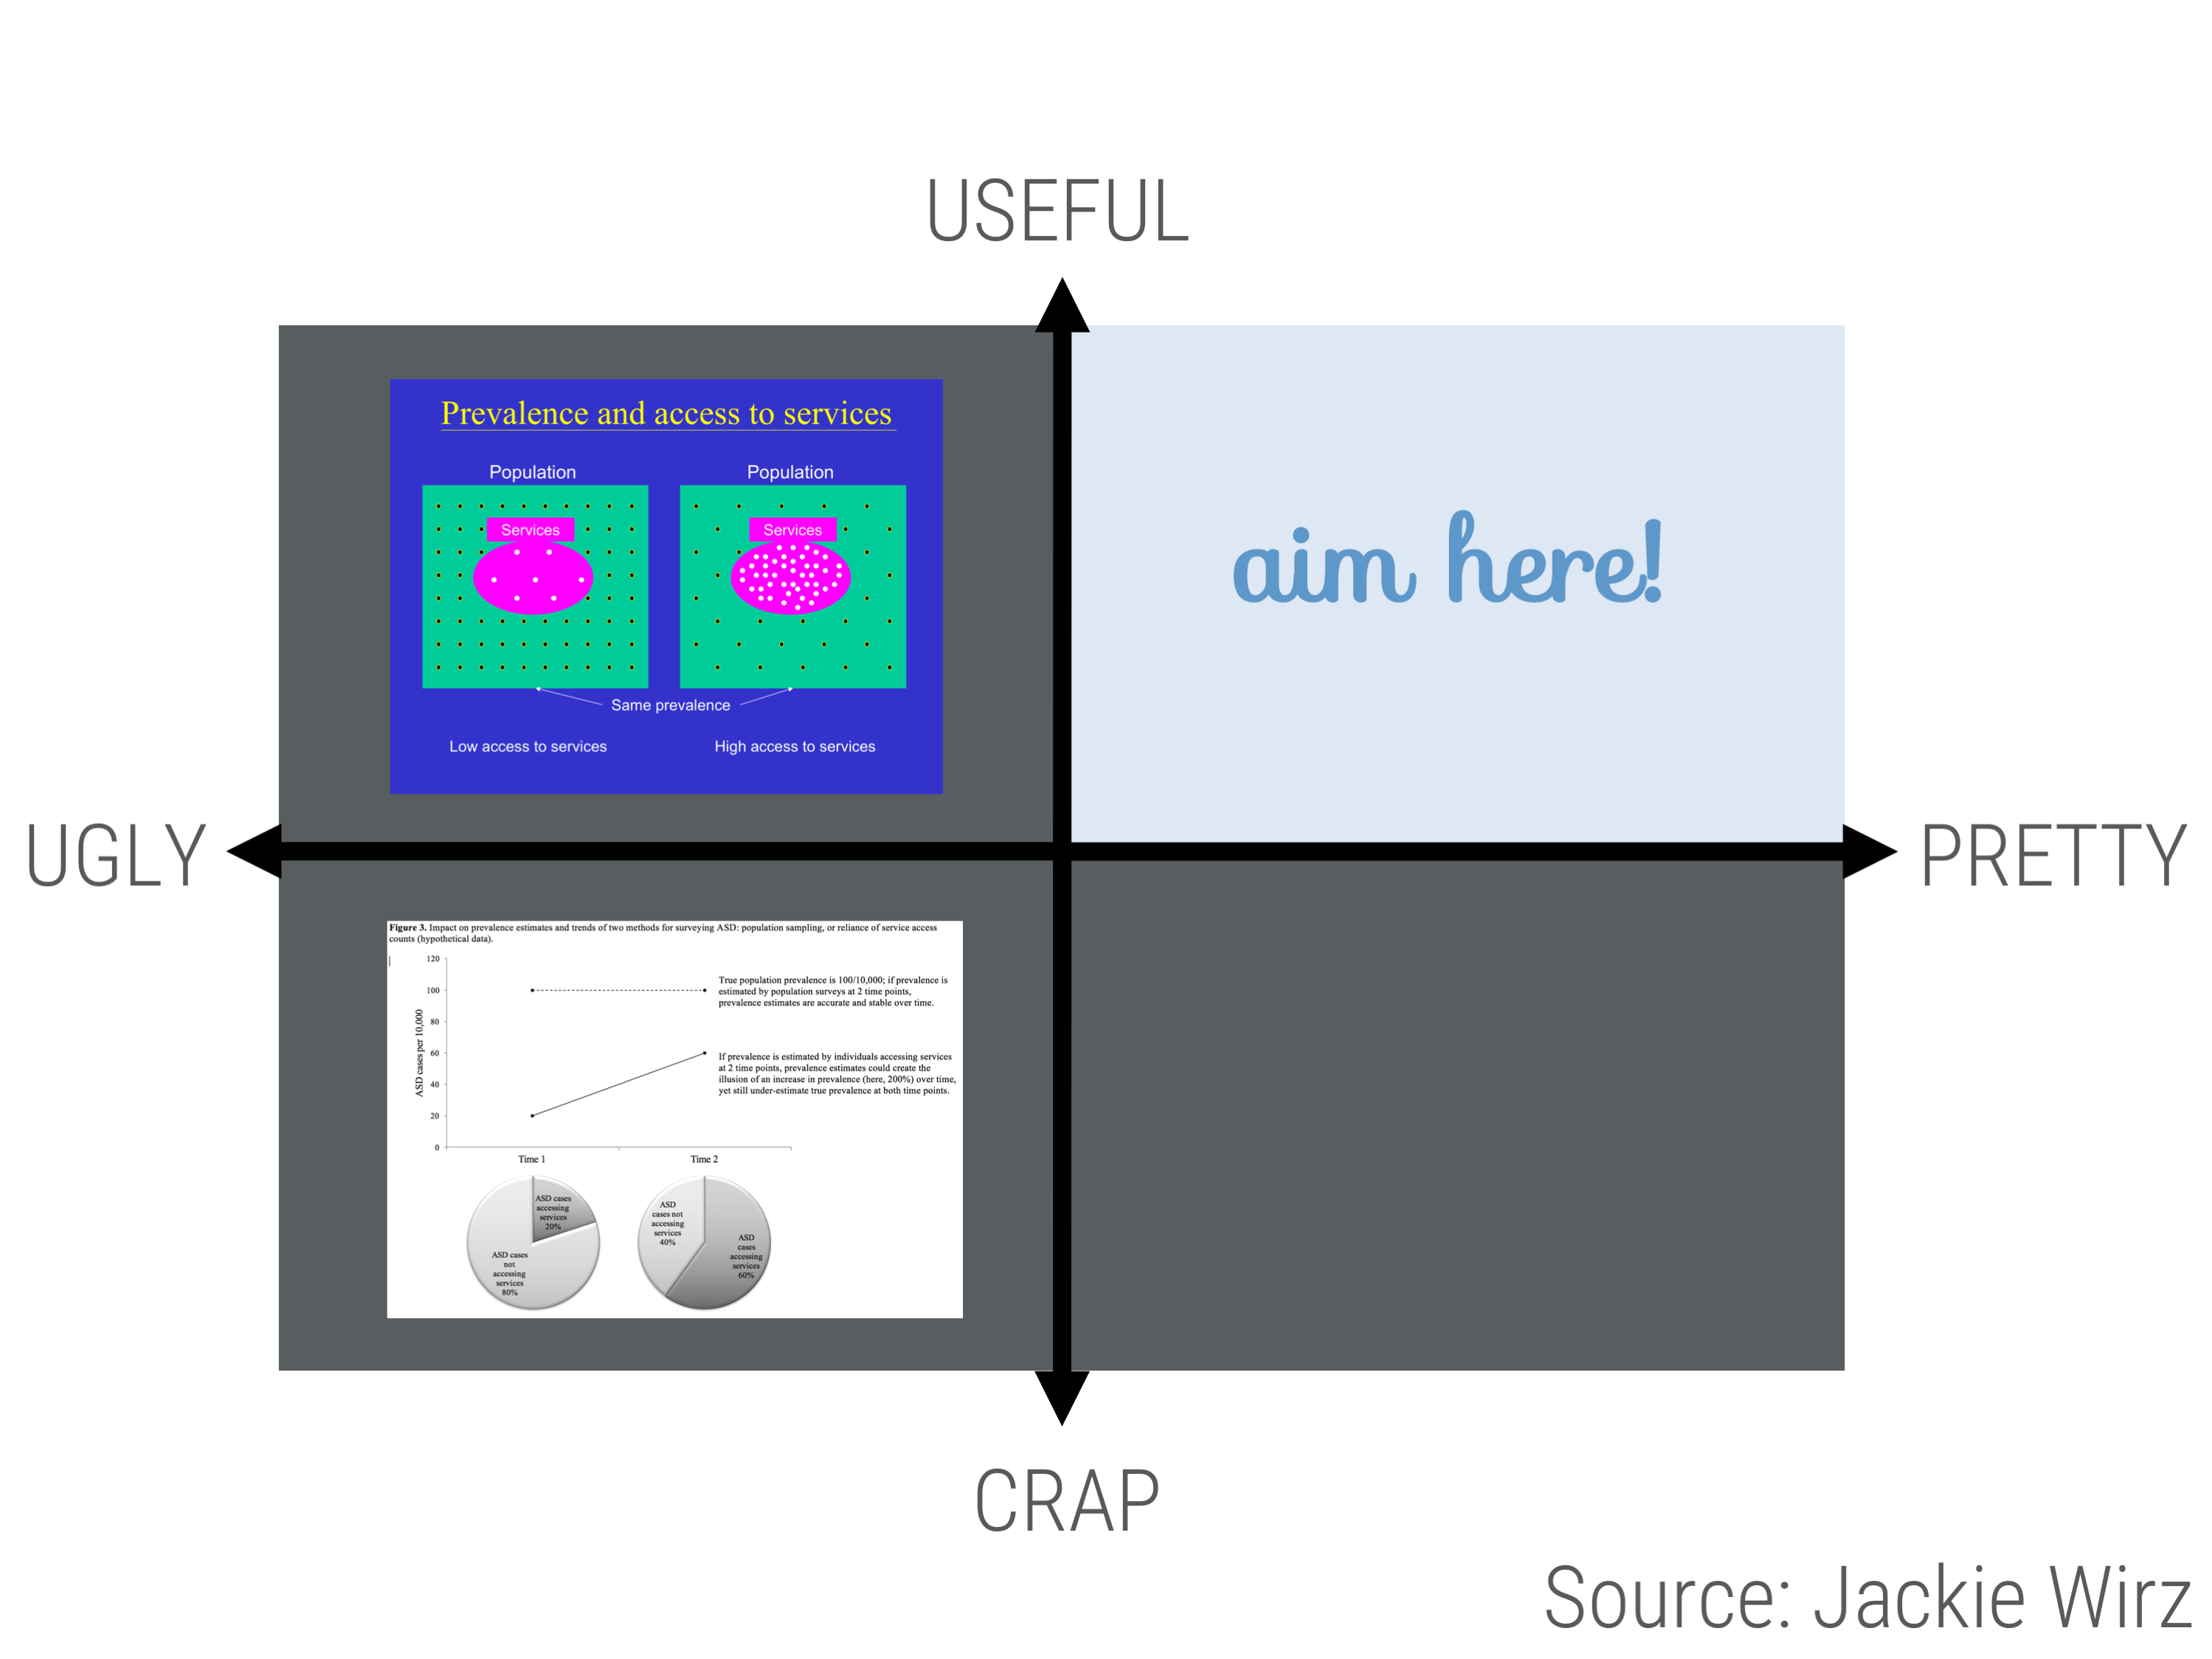 USEFUL
Prevalence and access to services
Population
Population
Services
Services
Same prevalence
Low access to services
High access to services
aim here!
UGLY
PRETTY
Figure 3. Impact on prevalence estimates and trends of two methods for surveying ASD: population sampling, or reliance of service access
counts (hypothetical data).
120
100
80
60
40
20
0
ASD cases per 10,000
True population prevalence is 100/10,000; if prevalence is
estimated by population surveys at 2 time points,
prevalence estimates are accurate and stable over time.
If prevalence is estimated by individuals accessing services
at 2 time points, prevalence estimates could create the
illusion of an increase in prevalence (here, 200%) over time,
yet still under-estimate true prevalence at both time points.
Time 1
Time 2
ASD cases
accessing
services
20%
ASD cases
not
accessing
services
80%
ASD
cases not
accessing
services
40%
ASD
cases
accessing
services
60%
CRAP
Source: Jackie Wirz